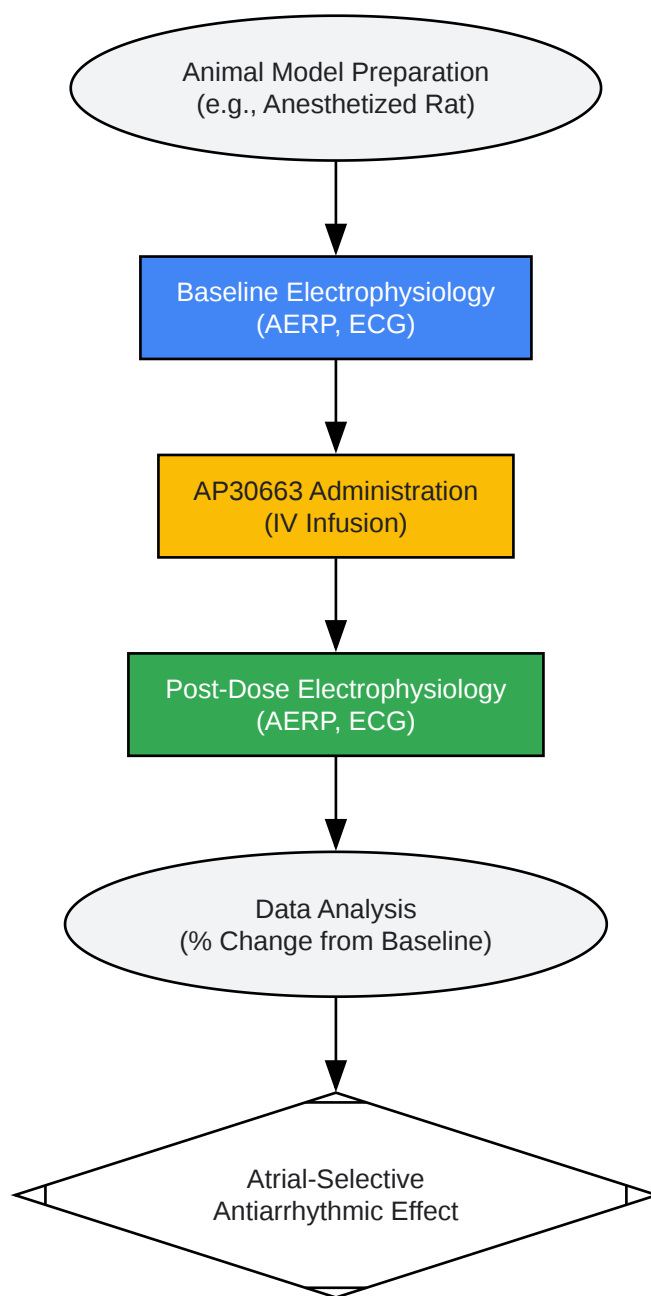 Animal Model Preparation
(e.g., Anesthetized Rat)
Baseline Electrophysiology
(AERP, ECG)
AP30663 Administration
(IV Infusion)
Post-Dose Electrophysiology
(AERP, ECG)
Data Analysis
(% Change from Baseline)
Atrial-Selective
Antiarrhythmic Effect